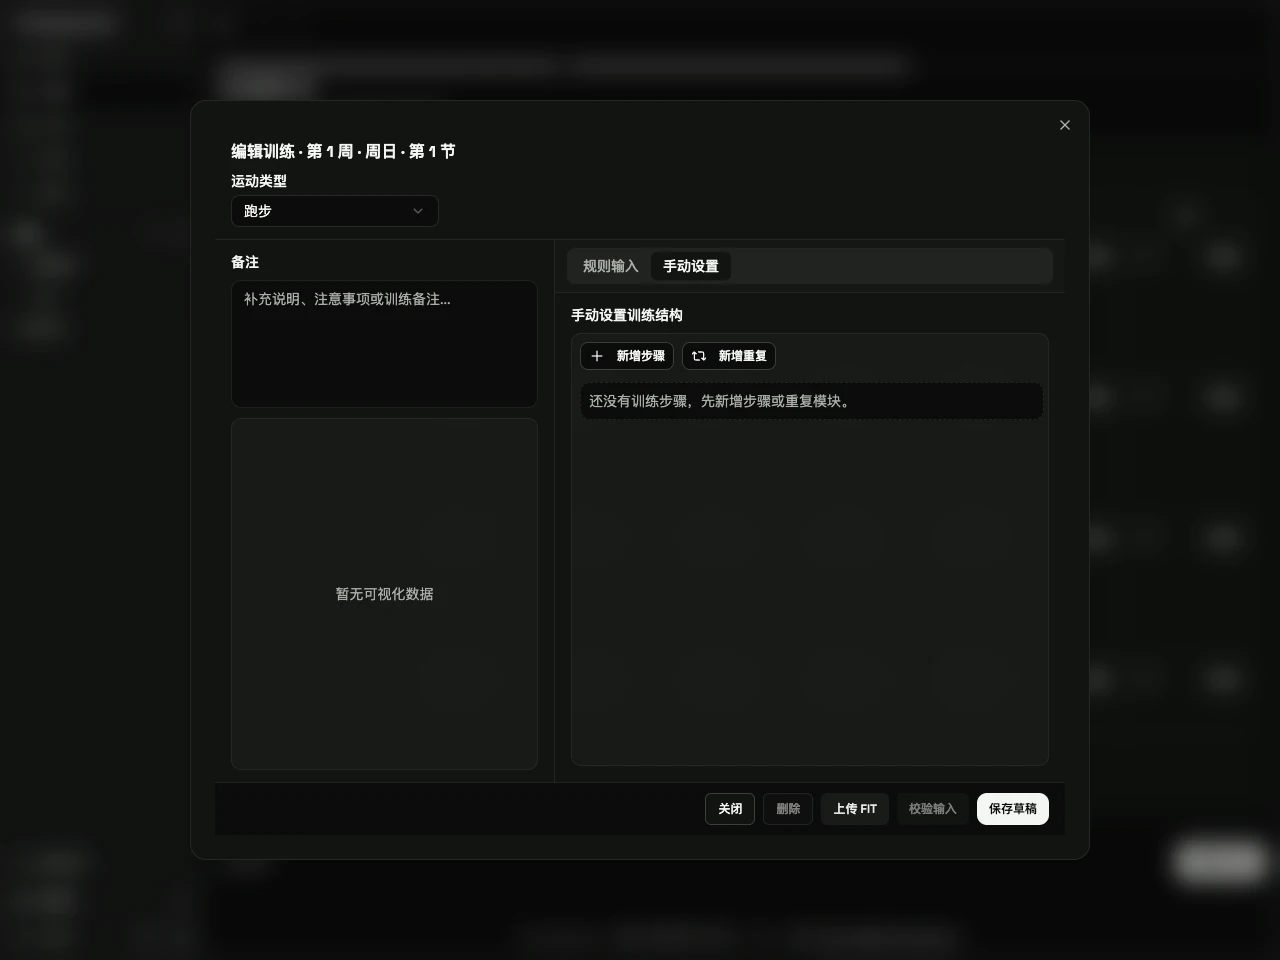 编辑训练 · 第 1 周 · 周日 · 第 1 节
运动类型
跑步
备注
补充说明、注意事项或训练备注...
暂无可视化数据
规则输入
手动设置
手动设置训练结构
新增步骤
新增重复
还没有训练步骤，先新增步骤或重复模块。
关闭
删除
上传 FIT
校验输入
保存草稿